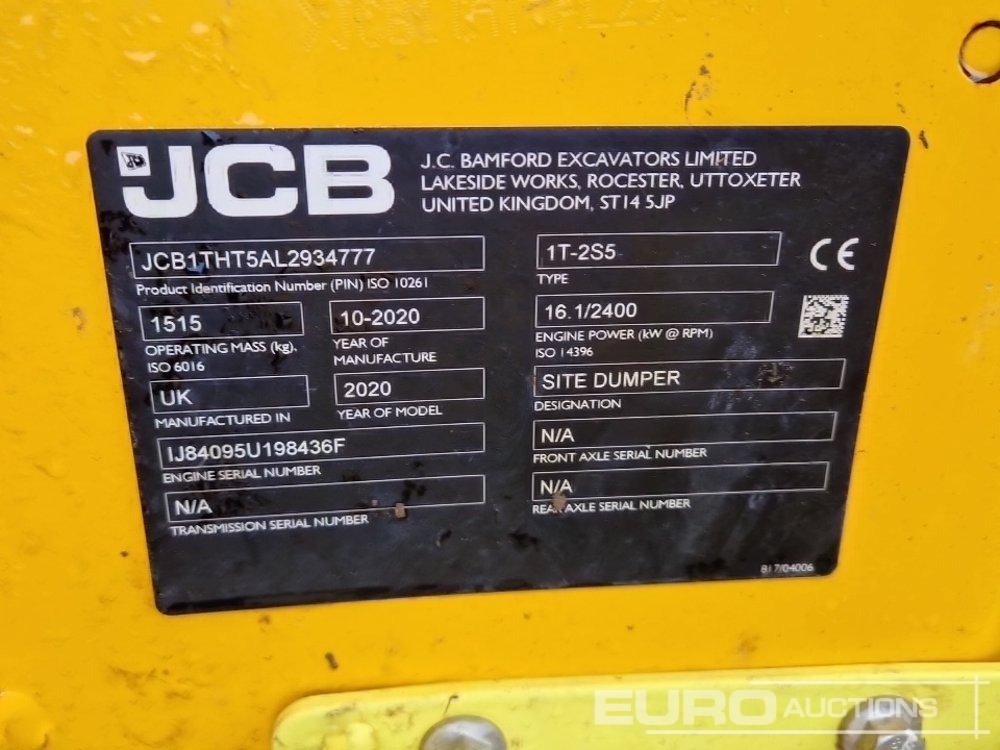 JCB
J.C. BAMFORD EXCAVATORS LIMITED
LAKESIDE WORKS, ROCESTER, UTTOXETER
UNITED KINGDOM, ST14 5JP
JCB1THT5AL2934777
Product Identification Number (PIN) ISO 10261
1515
OPERATING MASS (kg),
ISO 6016
10-2020
YEAR OF
MANUFACTURE
UK
MANUFACTURED IN
2020
YEAR OF MODEL
IJ84095U198436F
ENGINE SERIAL NUMBER
N/A
TRANSMISSION SERIAL NUMBER
1T-2S5
TYPE
CE
16.1/2400
ENGINE POWER (kW @ RPM)
ISO 14396
SITE DUMPER
DESIGNATION
N/A
FRONT AXLE SERIAL NUMBER
N/A
REAR AXLE SERIAL NUMBER
817/04006
EURO AUCTIONS